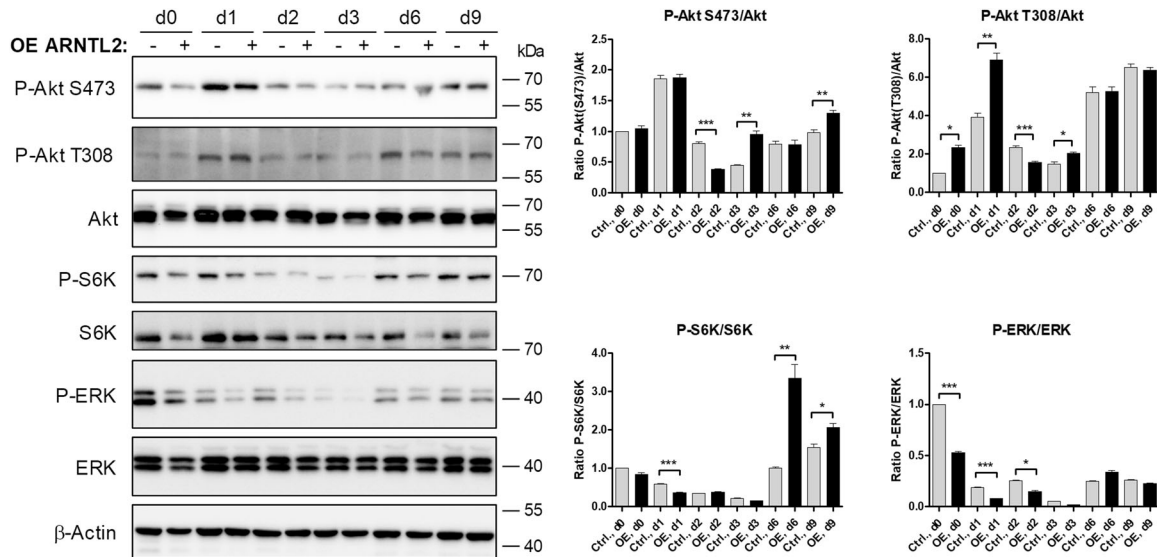 d0 d1 d2 d3 d6 d9
OE ARNTL2: - + - + - + - + - + - + kDa
P-Akt S473
70
55
P-Akt T308
70
55
Akt
70
55
P-S6K
70
S6K
70
P-ERK
40
ERK
40
β-Actin
55
40
P-Akt S473/Akt
Ratio P-Akt(S473)/Akt
2.5
2.0
1.5
1.0
0.5
0.0
***
**
**
Ctrl., d0 OE, d0 Ctrl., d1 OE, d1 Ctrl., d2 OE, d2 Ctrl., d3 OE, d3 Ctrl., d6 OE, d6 Ctrl., d9 OE, d9
P-Akt T308/Akt
Ratio P-Akt(T308)/Akt
8.0
6.0
4.0
2.0
0.0
*
**
***
*
Ctrl., d0 OE, d0 Ctrl., d1 OE, d1 Ctrl., d2 OE, d2 Ctrl., d3 OE, d3 Ctrl., d6 OE, d6 Ctrl., d9 OE, d9
P-S6K/S6K
Ratio P-S6K/S6K
4.0
3.0
2.0
1.0
0.0
***
**
*
Ctrl., d0 OE, d0 Ctrl., d1 OE, d1 Ctrl., d2 OE, d2 Ctrl., d3 OE, d3 Ctrl., d6 OE, d6 Ctrl., d9 OE, d9
P-ERK/ERK
Ratio P-ERK/ERK
1.5
1.0
0.5
0.0
***
***
*
Ctrl., d0 OE, d0 Ctrl., d1 OE, d1 Ctrl., d2 OE, d2 Ctrl., d3 OE, d3 Ctrl., d6 OE, d6 Ctrl., d9 OE, d9